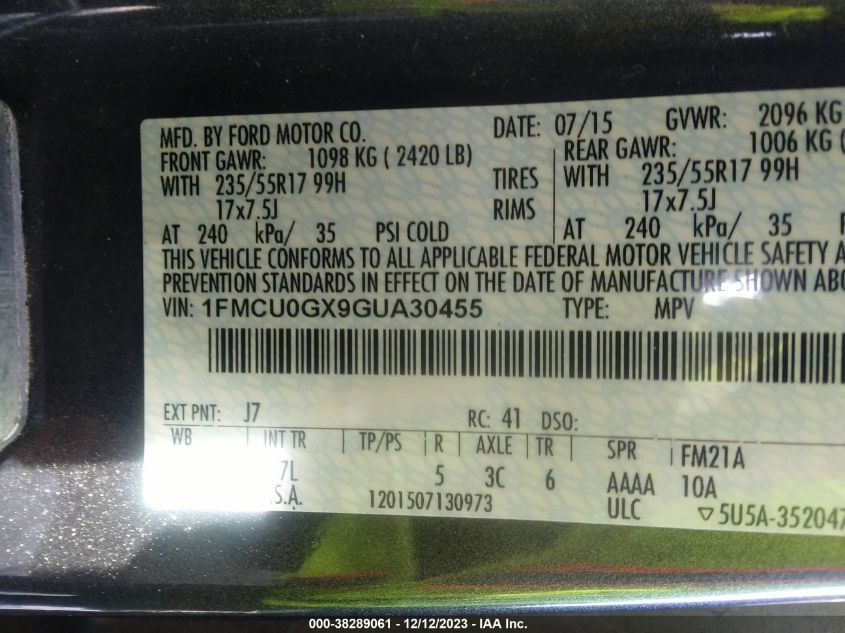 MFD. BY FORD MOTOR CO. DATE: 07/15 GVWR: 2096 KG
FRONT GAWR: 1098 KG ( 2420 LB) REAR GAWR: 1006 KG (
WITH 235/55R17 99H TIRES WITH 235/55R17 99H
17x7.5J RIMS 17x7.5J
AT 240 kPa/ 35 PSI COLD AT 240 kPa/ 35
THIS VEHICLE CONFORMS TO ALL APPLICABLE FEDERAL MOTOR VEHICLE SAFETY A
PREVENTION STANDARDS IN EFFECT ON THE DATE OF MANUFACTURE SHOWN ABO
VIN: 1FMCU0GX9GUA30455 TYPE: MPV
EXT PNT: J7 RC: 41 DSO:
WB INT TR TP/PS R AXLE TR SPR FM21A
7L 5 3C 6 AAAA 10A
.S.A. 1201507130973 ULC ▽5U5A-352047
000-38289061 - 12/12/2023 - IAA Inc.